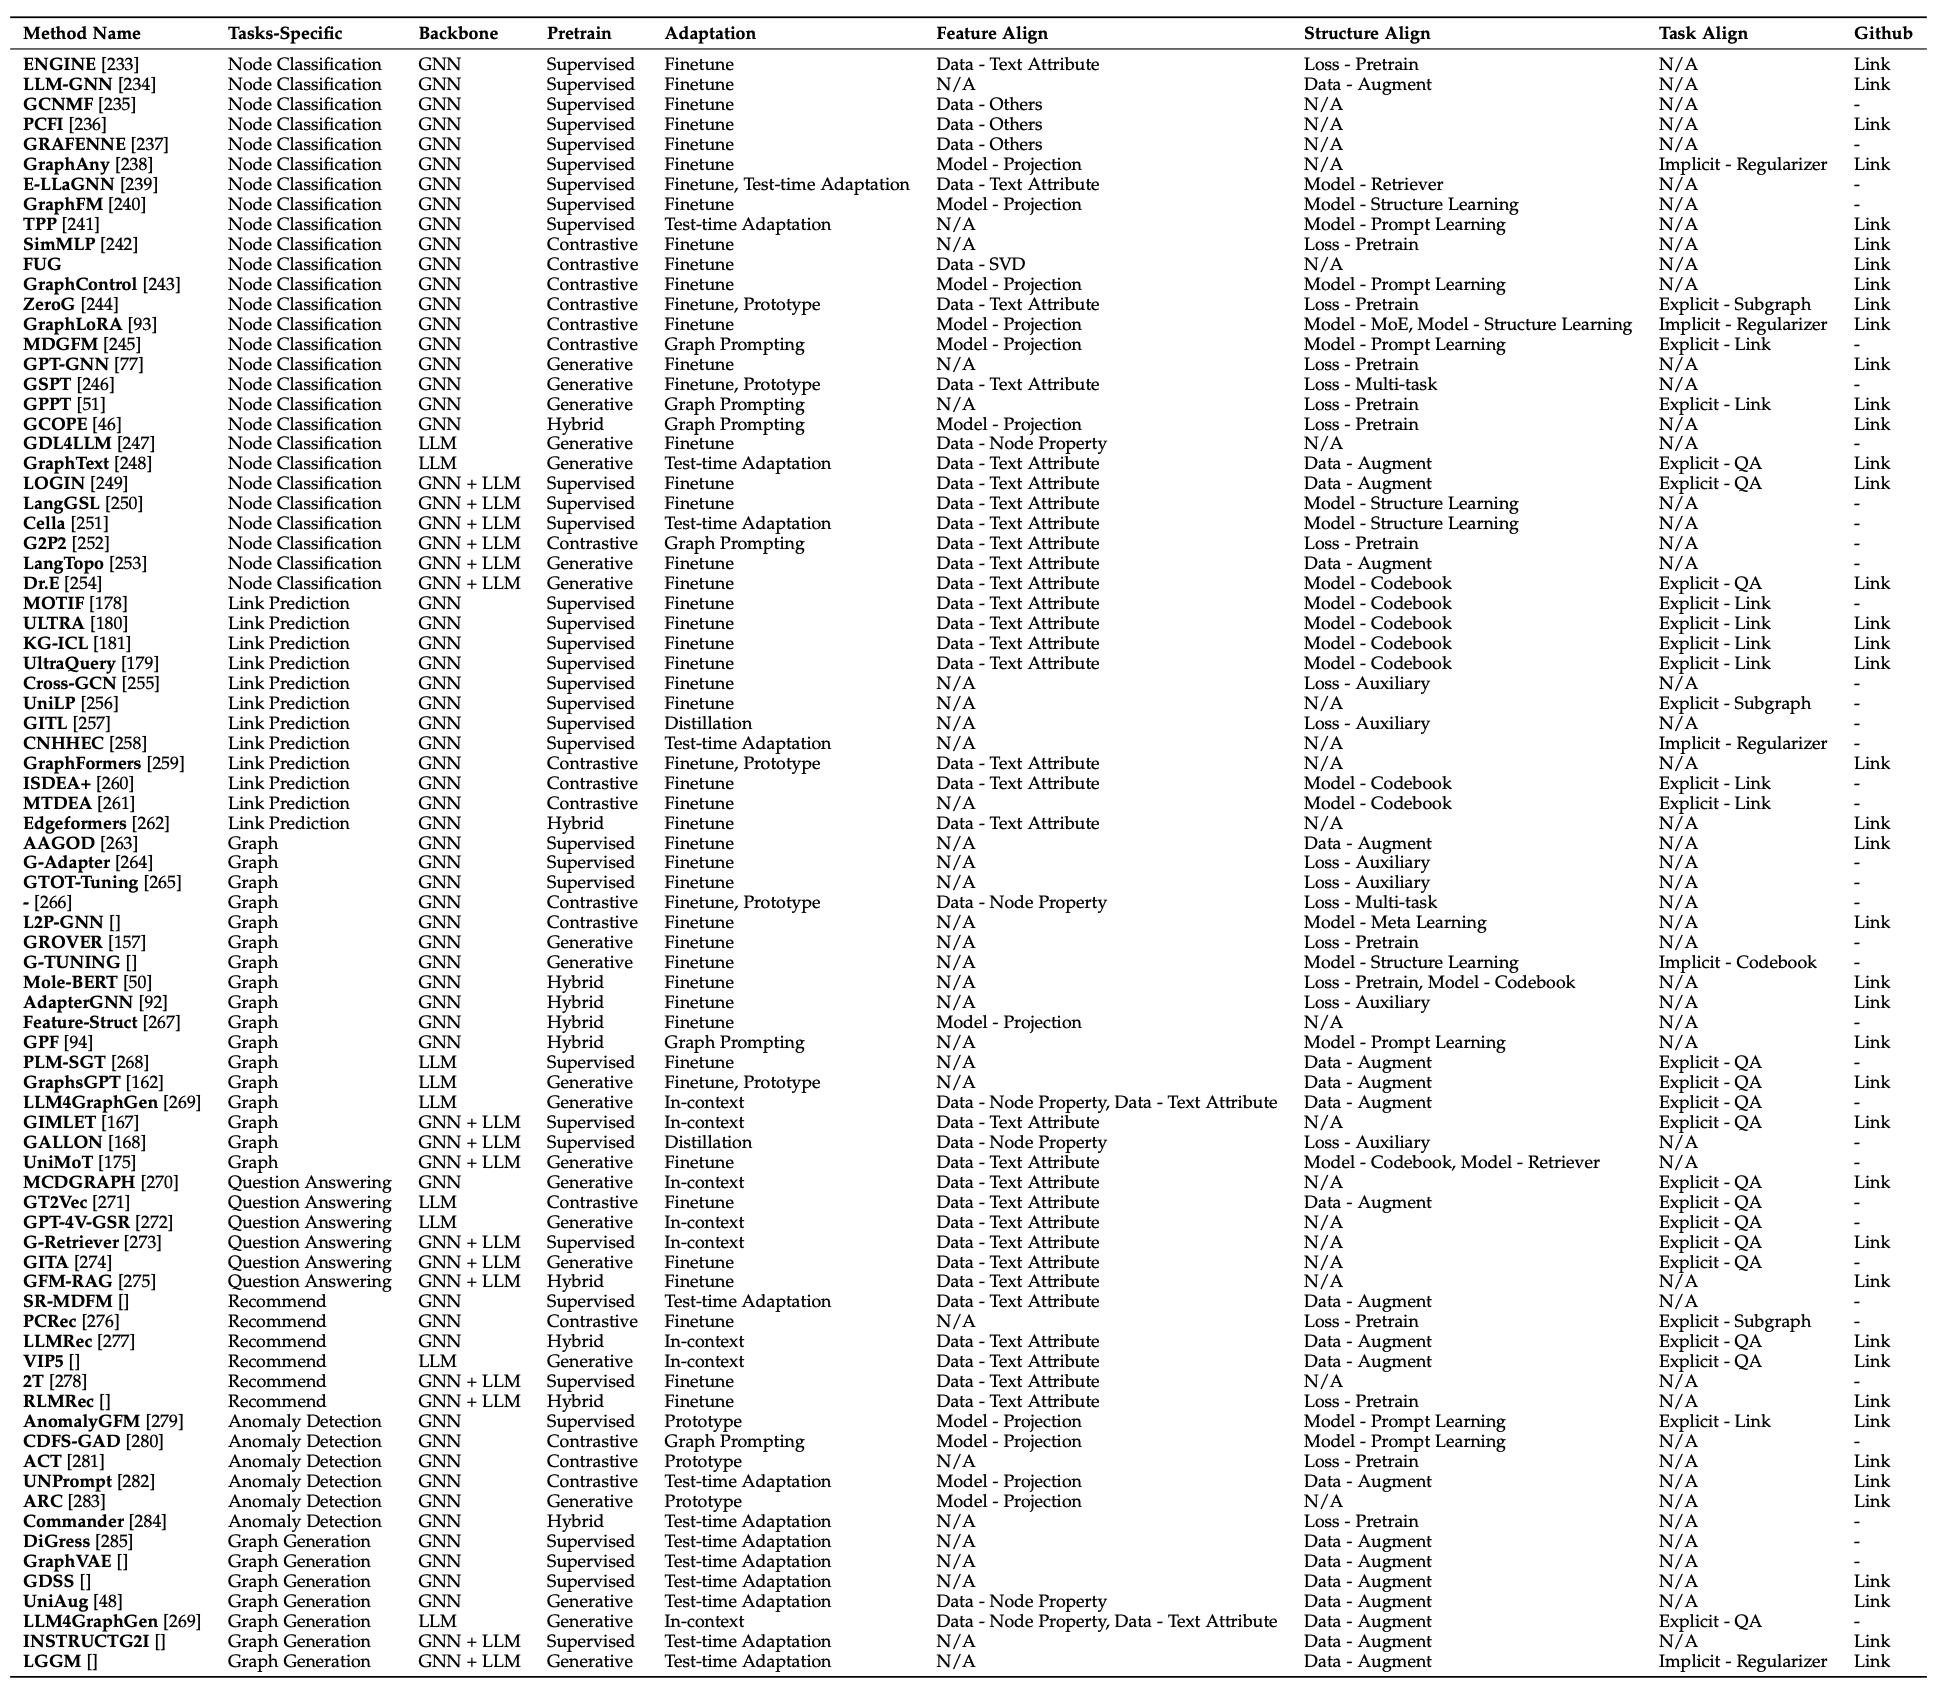 Method Name Tasks-Specific Backbone Pretrain Adaptation Feature Align Structure Align Task Align Github
ENGINE [233] Node Classification GNN Supervised Finetune Data - Text Attribute Loss - Pretrain N/A Link
LLM-GNN [234] Node Classification GNN Supervised Finetune N/A Data - Augment N/A Link
GCNMF [235] Node Classification GNN Supervised Finetune Data - Others N/A N/A -
PCFI [236] Node Classification GNN Supervised Finetune Data - Others N/A N/A Link
GRAFENNE [237] Node Classification GNN Supervised Finetune Data - Others N/A N/A -
GraphAny [238] Node Classification GNN Supervised Finetune Model - Projection N/A Implicit - Regularizer Link
E-LLaGNN [239] Node Classification GNN Supervised Finetune, Test-time Adaptation Data - Text Attribute Model - Retriever N/A -
GraphFM [240] Node Classification GNN Supervised Finetune Model - Projection Model - Structure Learning N/A -
TPP [241] Node Classification GNN Supervised Test-time Adaptation N/A Model - Prompt Learning N/A Link
SimMLP [242] Node Classification GNN Contrastive Finetune N/A Loss - Pretrain N/A Link
FUG Node Classification GNN Contrastive Finetune Data - SVD N/A N/A Link
GraphControl [243] Node Classification GNN Contrastive Finetune Model - Projection Model - Prompt Learning N/A Link
ZeroG [244] Node Classification GNN Contrastive Finetune, Prototype Data - Text Attribute Loss - Pretrain Explicit - Subgraph Link
GraphLoRA [93] Node Classification GNN Contrastive Finetune Model - Projection Model - MoE, Model - Structure Learning Implicit - Regularizer Link
MDGFM [245] Node Classification GNN Contrastive Graph Prompting Model - Projection Model - Prompt Learning Explicit - Link -
GPT-GNN [77] Node Classification GNN Generative Finetune N/A Loss - Pretrain N/A Link
GSPT [246] Node Classification GNN Generative Finetune, Prototype Data - Text Attribute Loss - Multi-task N/A -
GPPT [51] Node Classification GNN Generative Graph Prompting N/A Loss - Pretrain Explicit - Link Link
GCOPE [46] Node Classification GNN Hybrid Graph Prompting Model - Projection Loss - Pretrain N/A Link
GDL4LLM [247] Node Classification LLM Generative Finetune Data - Node Property N/A N/A -
GraphText [248] Node Classification LLM Generative Test-time Adaptation Data - Text Attribute Data - Augment Explicit - QA Link
LOGIN [249] Node Classification GNN + LLM Supervised Finetune Data - Text Attribute Data - Augment Explicit - QA Link
LangGSL [250] Node Classification GNN + LLM Supervised Finetune Data - Text Attribute Model - Structure Learning N/A -
Cella [251] Node Classification GNN + LLM Supervised Test-time Adaptation Data - Text Attribute Model - Structure Learning N/A -
G2P2 [252] Node Classification GNN + LLM Contrastive Graph Prompting Data - Text Attribute Loss - Pretrain N/A -
LangTopo [253] Node Classification GNN + LLM Generative Finetune Data - Text Attribute Data - Augment N/A -
Dr.E [254] Node Classification GNN + LLM Generative Finetune Data - Text Attribute Model - Codebook Explicit - QA Link
MOTIF [178] Link Prediction GNN Supervised Finetune Data - Text Attribute Model - Codebook Explicit - Link -
ULTRA [180] Link Prediction GNN Supervised Finetune Data - Text Attribute Model - Codebook Explicit - Link Link
KG-ICL [181] Link Prediction GNN Supervised Finetune Data - Text Attribute Model - Codebook Explicit - Link Link
UltraQuery [179] Link Prediction GNN Supervised Finetune Data - Text Attribute Model - Codebook Explicit - Link Link
Cross-GCN [255] Link Prediction GNN Supervised Finetune N/A Loss - Auxiliary N/A -
UniLP [256] Link Prediction GNN Supervised Finetune N/A N/A Explicit - Subgraph -
GITL [257] Link Prediction GNN Supervised Distillation N/A Loss - Auxiliary N/A -
CNHHEC [258] Link Prediction GNN Supervised Test-time Adaptation N/A N/A Implicit - Regularizer -
GraphFormers [259] Link Prediction GNN Contrastive Finetune, Prototype Data - Text Attribute N/A N/A Link
ISDEA+ [260] Link Prediction GNN Contrastive Finetune Data - Text Attribute Model - Codebook Explicit - Link -
MTDEA [261] Link Prediction GNN Contrastive Finetune N/A Model - Codebook Explicit - Link -
Edgeformers [262] Link Prediction GNN Hybrid Finetune Data - Text Attribute N/A N/A Link
AAGOD [263] Graph GNN Supervised Finetune N/A Data - Augment N/A Link
G-Adapter [264] Graph GNN Supervised Finetune N/A Loss - Auxiliary N/A -
GTOT-Tuning [265] Graph GNN Supervised Finetune N/A Loss - Auxiliary N/A -
- [266] Graph GNN Contrastive Finetune, Prototype Data - Node Property Loss - Multi-task N/A -
L2P-GNN [] Graph GNN Contrastive Finetune N/A Model - Meta Learning N/A Link
GROVER [157] Graph GNN Generative Finetune N/A Loss - Pretrain N/A -
G-TUNING [] Graph GNN Generative Finetune N/A Model - Structure Learning Implicit - Codebook -
Mole-BERT [50] Graph GNN Hybrid Finetune N/A Loss - Pretrain, Model - Codebook N/A Link
AdapterGNN [92] Graph GNN Hybrid Finetune N/A Loss - Auxiliary N/A Link
Feature-Struct [267] Graph GNN Hybrid Finetune Model - Projection N/A N/A -
GPF [94] Graph GNN Hybrid Graph Prompting N/A Model - Prompt Learning N/A Link
PLM-SGT [268] Graph LLM Supervised Finetune N/A Data - Augment Explicit - QA -
GraphsGPT [162] Graph LLM Generative Finetune, Prototype N/A Data - Augment Explicit - QA Link
LLM4GraphGen [269] Graph LLM Generative In-context Data - Node Property, Data - Text Attribute Data - Augment Explicit - QA -
GIMLET [167] Graph GNN + LLM Supervised In-context Data - Text Attribute N/A Explicit - QA Link
GALLON [168] Graph GNN + LLM Supervised Distillation Data - Node Property Loss - Auxiliary N/A -
UniMoT [175] Graph GNN + LLM Generative Finetune Data - Text Attribute Model - Codebook, Model - Retriever N/A -
MCDGRAPH [270] Question Answering GNN Generative In-context Data - Text Attribute N/A Explicit - QA Link
GT2Vec [271] Question Answering LLM Contrastive Finetune Data - Text Attribute Data - Augment Explicit - QA -
GPT-4V-GSR [272] Question Answering LLM Generative In-context Data - Text Attribute N/A Explicit - QA -
G-Retriever [273] Question Answering GNN + LLM Supervised In-context Data - Text Attribute N/A Explicit - QA Link
GITA [274] Question Answering GNN + LLM Generative Finetune Data - Text Attribute N/A Explicit - QA -
GFM-RAG [275] Question Answering GNN + LLM Hybrid Finetune Data - Text Attribute N/A N/A Link
SR-MDFM [] Recommend GNN Supervised Test-time Adaptation Data - Text Attribute Data - Augment N/A -
PCRec [276] Recommend GNN Contrastive Finetune N/A Loss - Pretrain Explicit - Subgraph -
LLMRec [277] Recommend GNN Hybrid In-context Data - Text Attribute Data - Augment Explicit - QA Link
VIP5 [] Recommend LLM Generative In-context Data - Text Attribute Data - Augment Explicit - QA Link
2T [278] Recommend GNN + LLM Supervised Finetune Data - Text Attribute N/A N/A -
RLMRec [] Recommend GNN + LLM Hybrid Finetune Data - Text Attribute Loss - Pretrain N/A Link
AnomalyGFM [279] Anomaly Detection GNN Supervised Prototype Model - Projection Model - Prompt Learning Explicit - Link Link
CDFS-GAD [280] Anomaly Detection GNN Contrastive Graph Prompting Model - Projection Model - Prompt Learning N/A -
ACT [281] Anomaly Detection GNN Contrastive Prototype N/A Loss - Pretrain N/A Link
UNPrompt [282] Anomaly Detection GNN Contrastive Test-time Adaptation Model - Projection Data - Augment N/A Link
ARC [283] Anomaly Detection GNN Generative Prototype Model - Projection N/A N/A Link
Commander [284] Anomaly Detection GNN Hybrid Test-time Adaptation N/A Loss - Pretrain N/A -
DiGress [285] Graph Generation GNN Supervised Test-time Adaptation N/A Data - Augment N/A -
GraphVAE [] Graph Generation GNN Supervised Test-time Adaptation N/A Data - Augment N/A -
GDSS [] Graph Generation GNN Supervised Test-time Adaptation N/A Data - Augment N/A Link
UniAug [48] Graph Generation GNN Generative Test-time Adaptation Data - Node Property Data - Augment N/A Link
LLM4GraphGen [269] Graph Generation LLM Generative In-context Data - Node Property, Data - Text Attribute Data - Augment Explicit - QA -
INSTRUCTG2I [] Graph Generation GNN + LLM Supervised Test-time Adaptation N/A Data - Augment N/A Link
LGGM [] Graph Generation GNN + LLM Generative Test-time Adaptation N/A Data - Augment Implicit - Regularizer Link